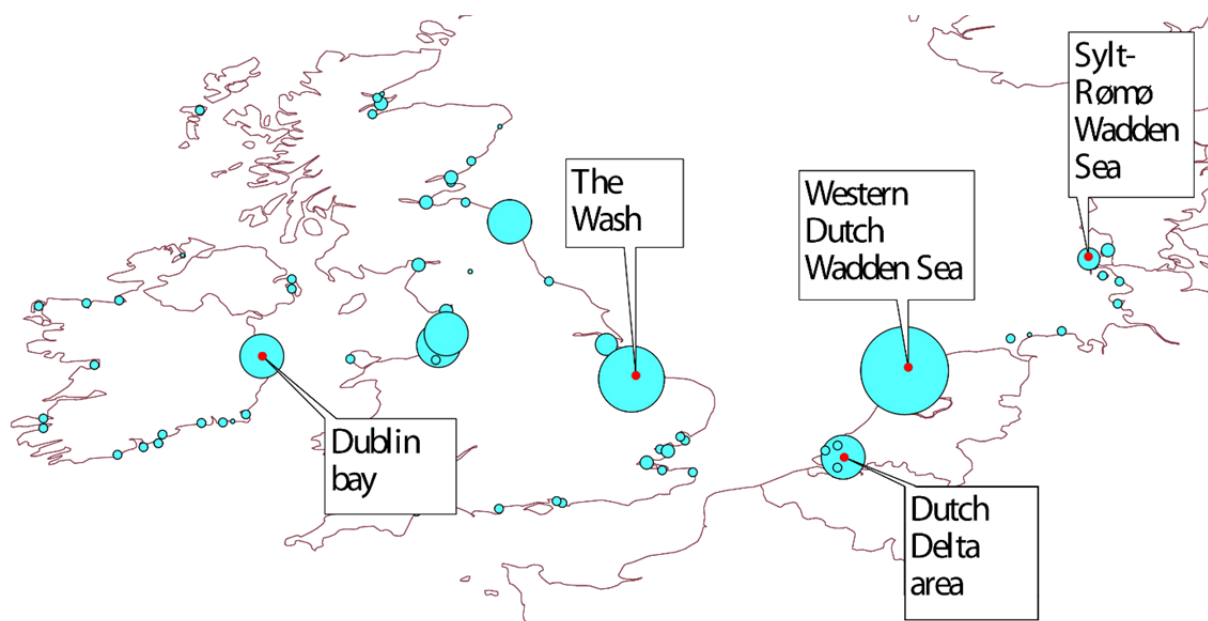 Sylt-
Rømø
Wadden
Sea
The
Wash
Western
Dutch
Wadden Sea
Dublin
bay
Dutch
Delta
area